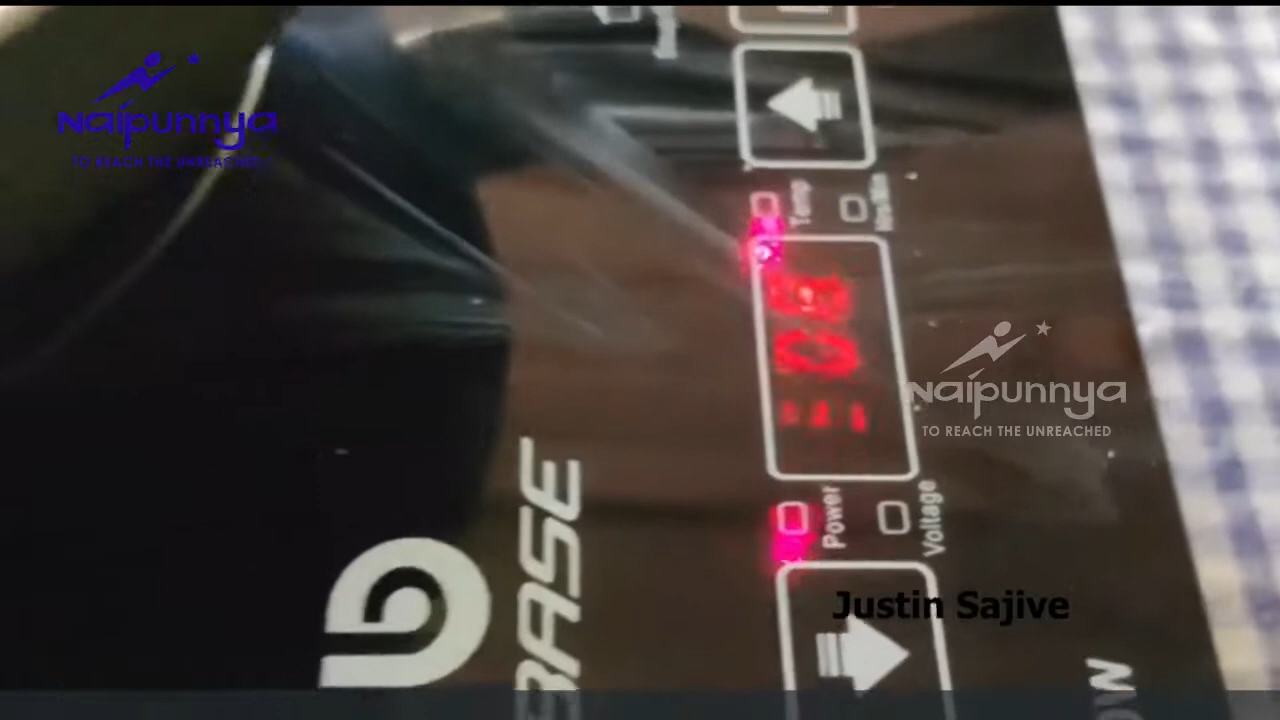 Naipunnya
TO REACH THE UNREACHED
Temp
Power
Voltage
BASE
Naipunnya
TO REACH THE UNREACHED
Justin Sajive